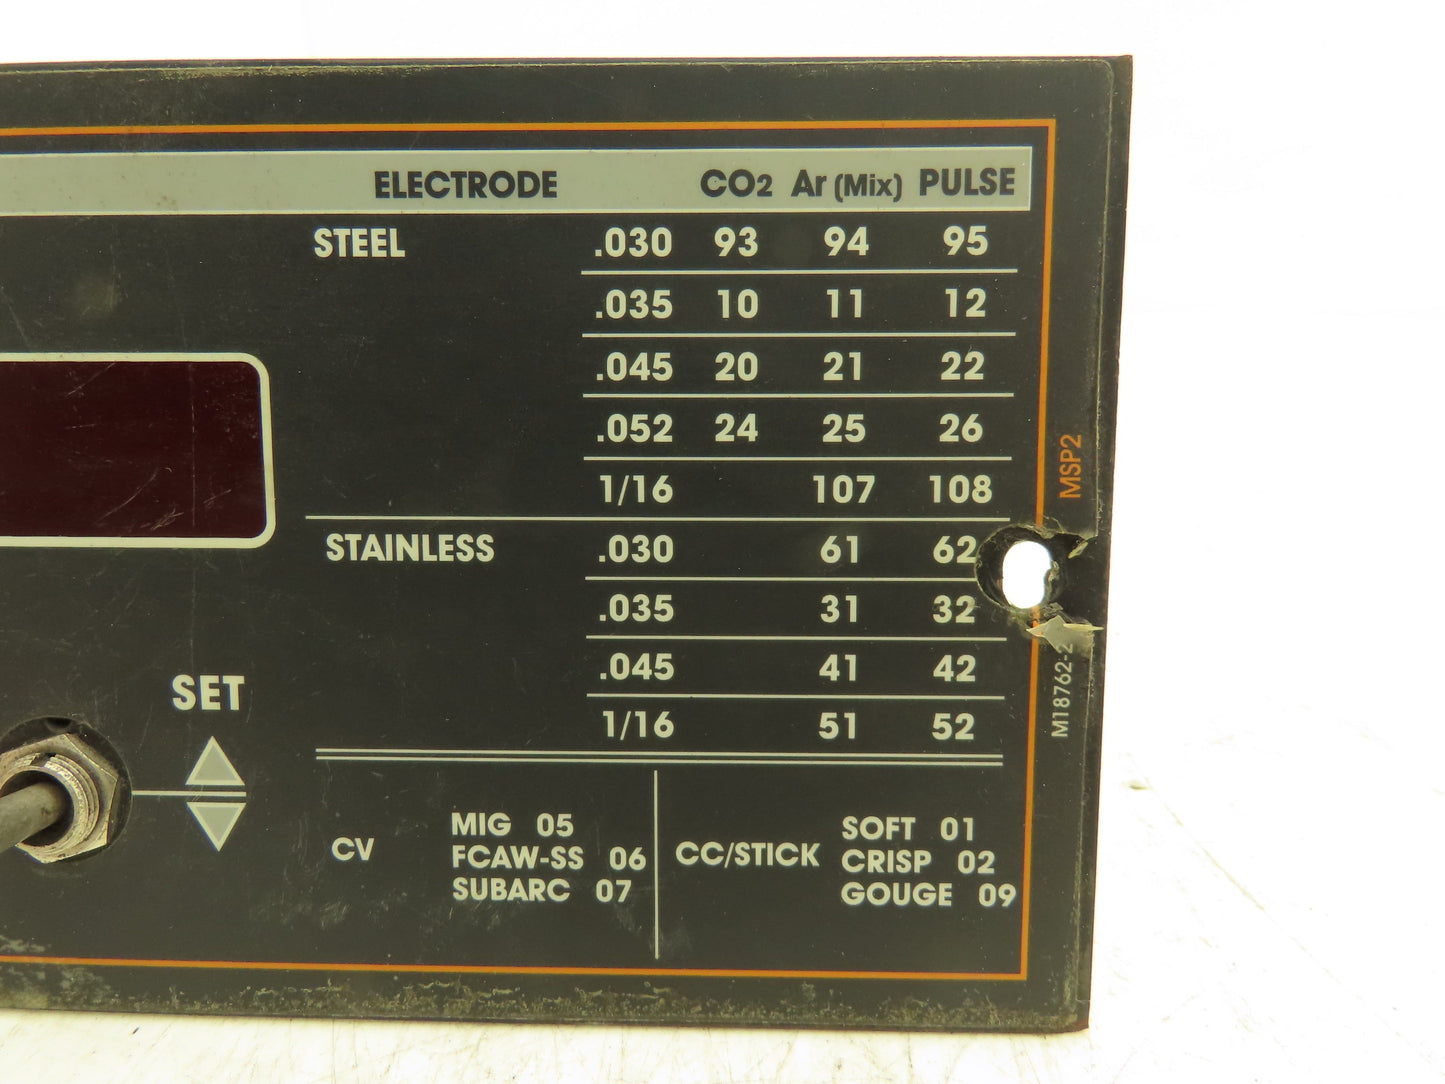 ELECTRODE CO2 Ar (Mix) PULSE
STEEL .030 93 94 95
.035 10 11 12
.045 20 21 22
.052 24 25 26
1/16 107 108
STAINLESS .030 61 62
.035 31 32
.045 41 42
1/16 51 52
MSP2
M18762-2
SET
CV
MIG 05
FCAW-SS 06
SUBARC 07
CC/STICK
SOFT 01
CRISP 02
GOUGE 09